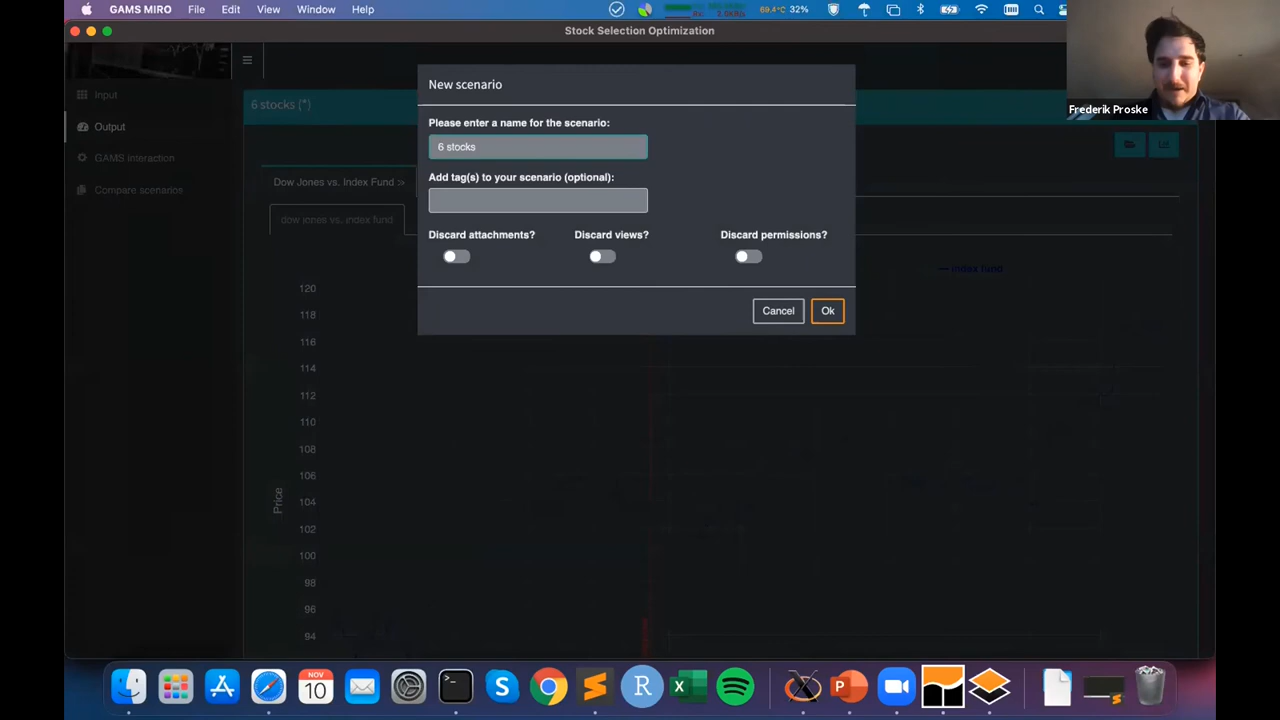 GAMS MIRO File Edit View Window Help 69.4°C 32%
Stock Selection Optimization
Frederik Proske
New scenario
Please enter a name for the scenario:
6 stocks
Add tag(s) to your scenario (optional):
Discard attachments? Discard views? Discard permissions?
Cancel Ok
Input
Output
GAMS interaction
Compare scenarios
6 stocks (*)
Dow Jones vs. Index Fund
dow jones vs. index fund
index fund
120
118
116
114
112
110
108
106
104
102
100
98
96
94
Price
NOV
10